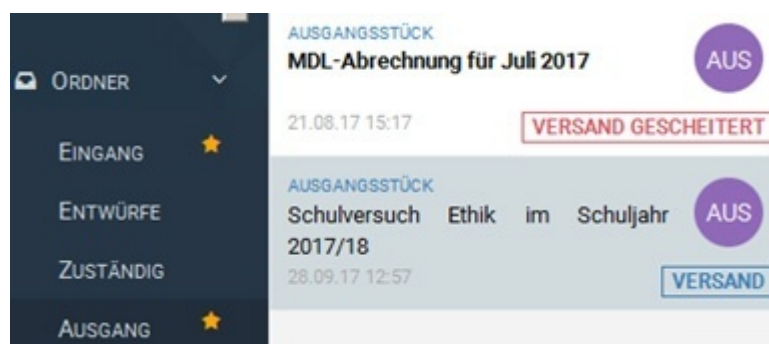 ORDNER
EINGANG
ENTWÜRFE
ZUSTÄNDIG
AUSGANG
AUSGANGSSTÜCK
MDL-Abrechnung für Juli 2017
AUS
21.08.17 15:17
VERSAND GESCHEITERT
AUSGANGSSTÜCK
Schulversuch Ethik im Schuljahr
2017/18
AUS
28.09.17 12:57
VERSAND